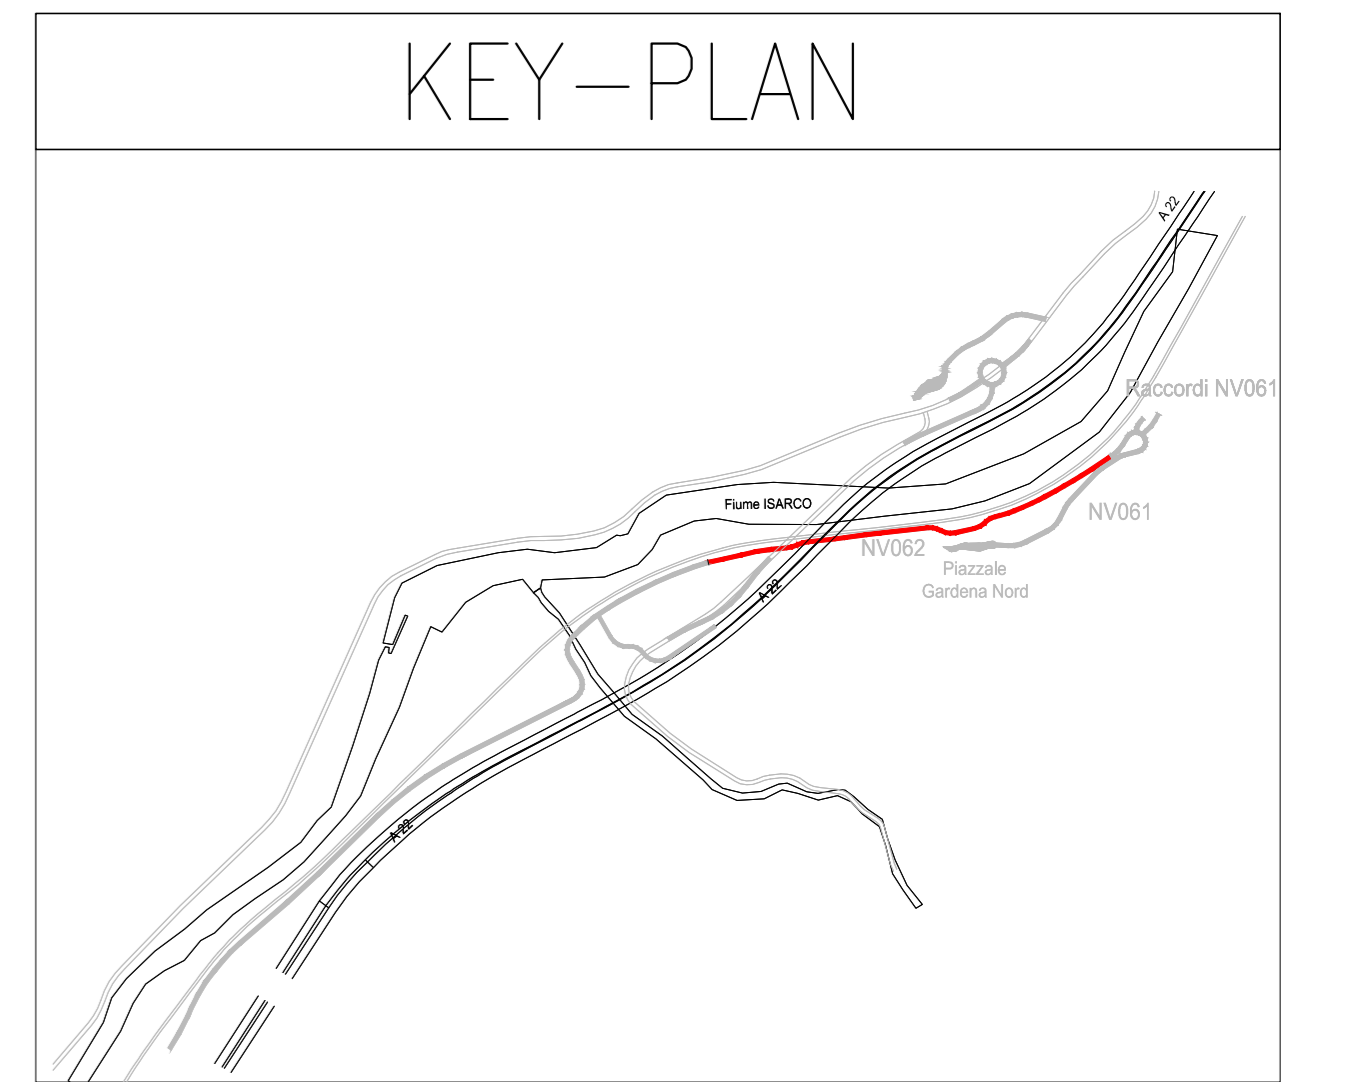 KEY-PLAN
A 22
Raccordi NV061
Fiume ISARCO
NV061
NV062
Piazzale
Gardena Nord
A 22
A 22